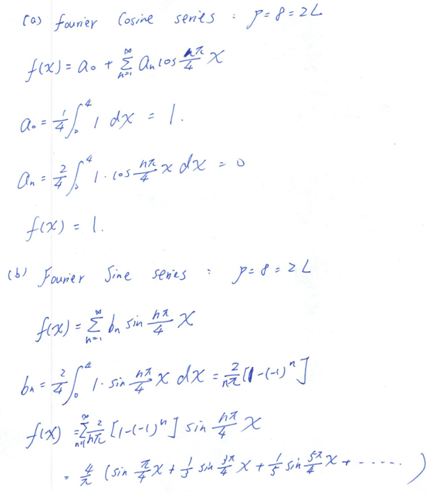 (a) Fourier Cosine series : p=8=2L
f(x) = a₀ + Σ_{n=1}^{∞} aₙ cos nπ/4 x
a₀ = 1/4 ∫₀⁴ 1 dx = 1.
aₙ = 2/4 ∫₀⁴ 1·cos nπ/4 x dx = 0
f(x) = 1.
(b) Fourier Sine series : p=8=2L
f(x) = Σ_{n=1}^{∞} bₙ sin nπ/4 x
bₙ = 2/4 ∫₀⁴ 1·sin nπ/4 x dx = 2/nπ [1-(-1)ⁿ]
f(x) = Σ_{n=1}^{∞} 2/nπ [1-(-1)ⁿ] sin nπ/4 x
= 4/π (sin π/4 x + 1/3 sin 3π/4 x + 1/5 sin 5π/4 x + ·····)